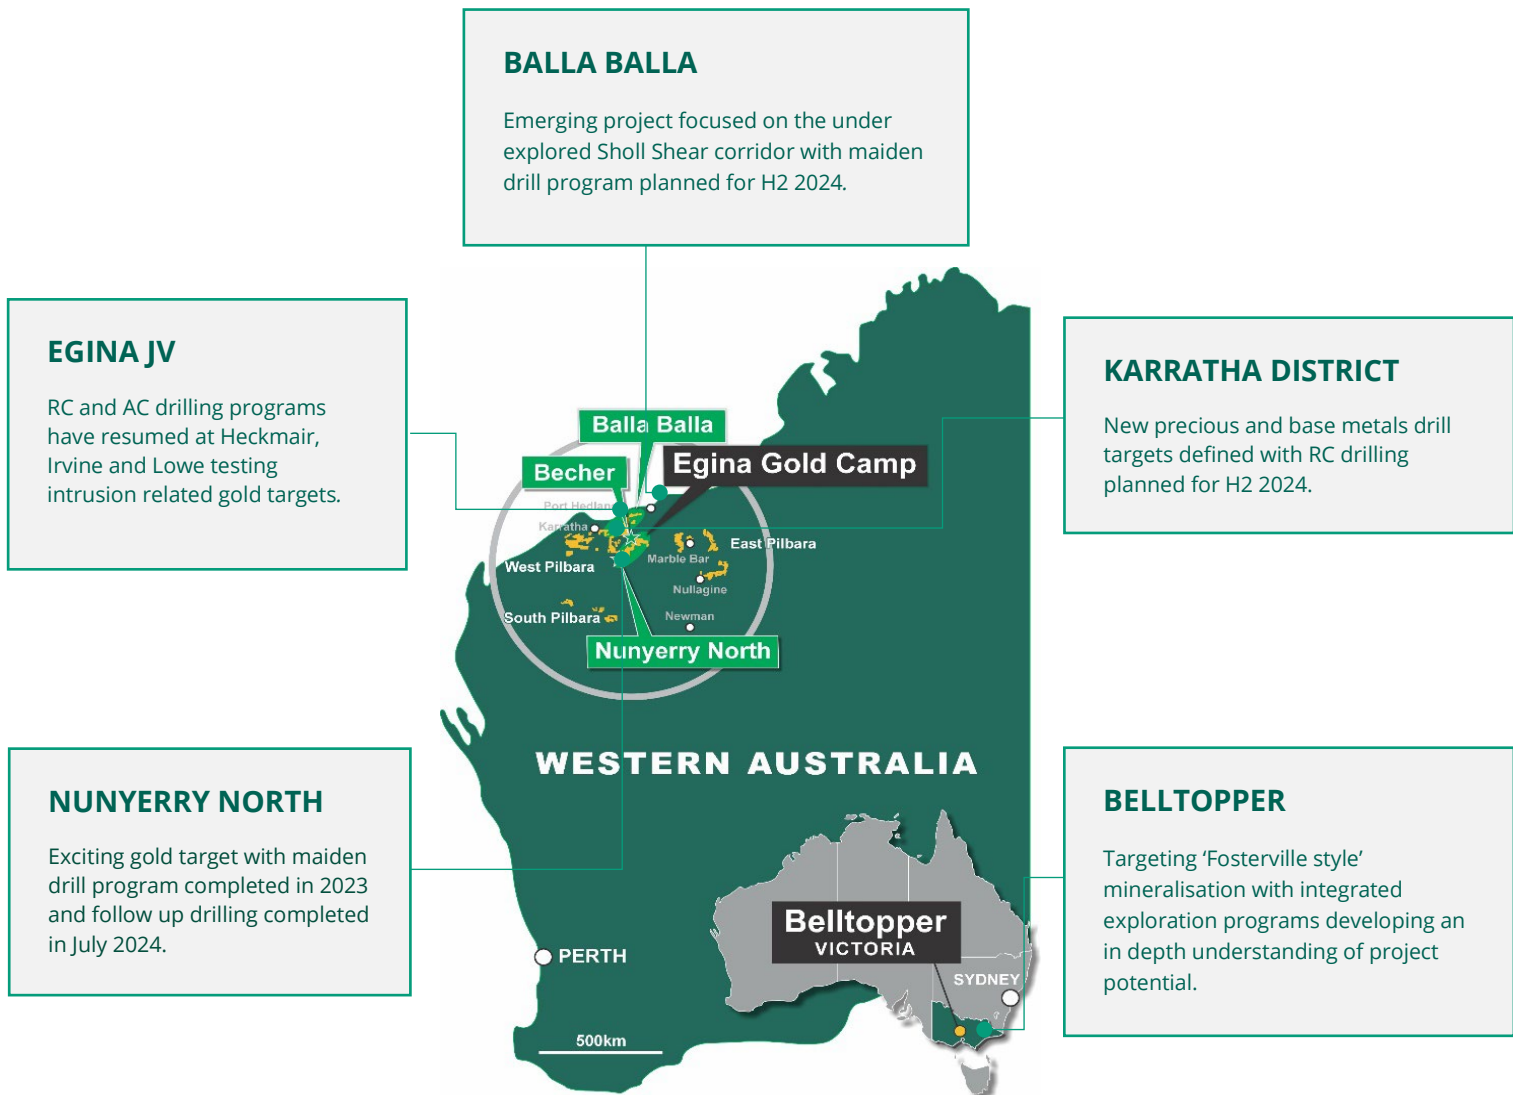 BALLA BALLA
Emerging project focused on the under
explored Sholl Shear corridor with maiden
drill program planned for H2 2024.
EGINA JV
RC and AC drilling programs
have resumed at Heckmair,
Irvine and Lowe testing
intrusion related gold targets.
KARRATHA DISTRICT
New precious and base metals drill
targets defined with RC drilling
planned for H2 2024.
Balla Balla
Becher
Egina Gold Camp
Port Hedland
Karratha
East Pilbara
Marble Bar
West Pilbara
Nullagine
South Pilbara
Newman
Nunyerry North
WESTERN AUSTRALIA
NUNYERRY NORTH
Exciting gold target with maiden
drill program completed in 2023
and follow up drilling completed
in July 2024.
BELLTOPPER
Targeting ‘Fosterville style’
mineralisation with integrated
exploration programs developing an
in depth understanding of project
potential.
Belltopper
VICTORIA
PERTH
SYDNEY
500km